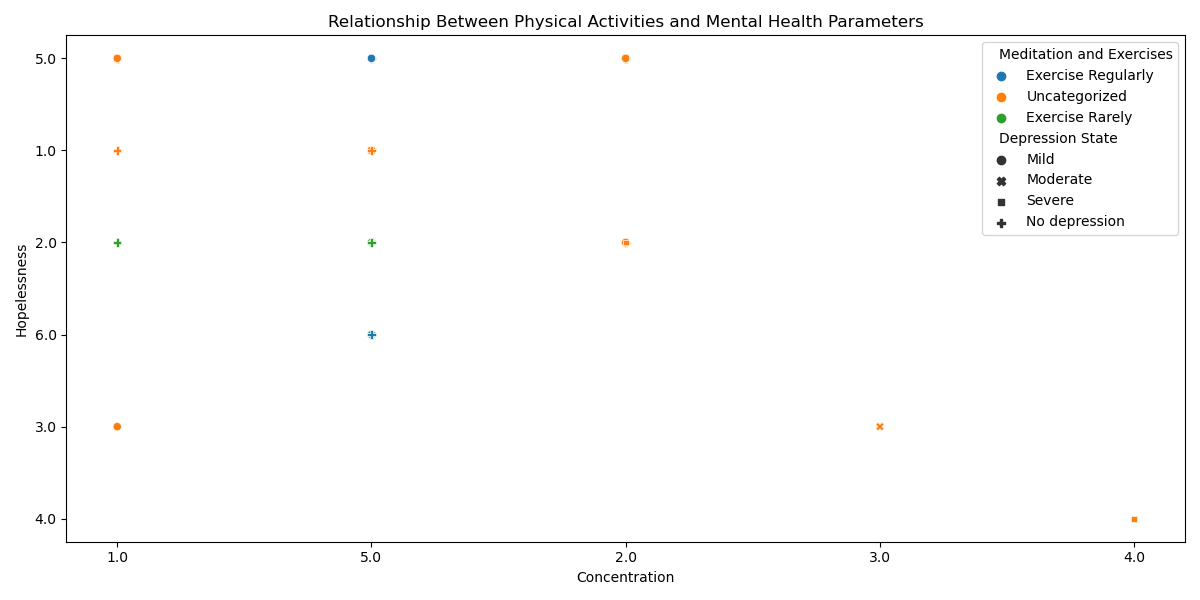 Relationship Between Physical Activities and Mental Health Parameters
Meditation and Exercises
Exercise Regularly
Uncategorized
Exercise Rarely
Depression State
Mild
Moderate
Severe
No depression
Hopelessness
5.0
1.0
2.0
6.0
3.0
4.0
1.0 5.0 2.0 3.0 4.0
Concentration